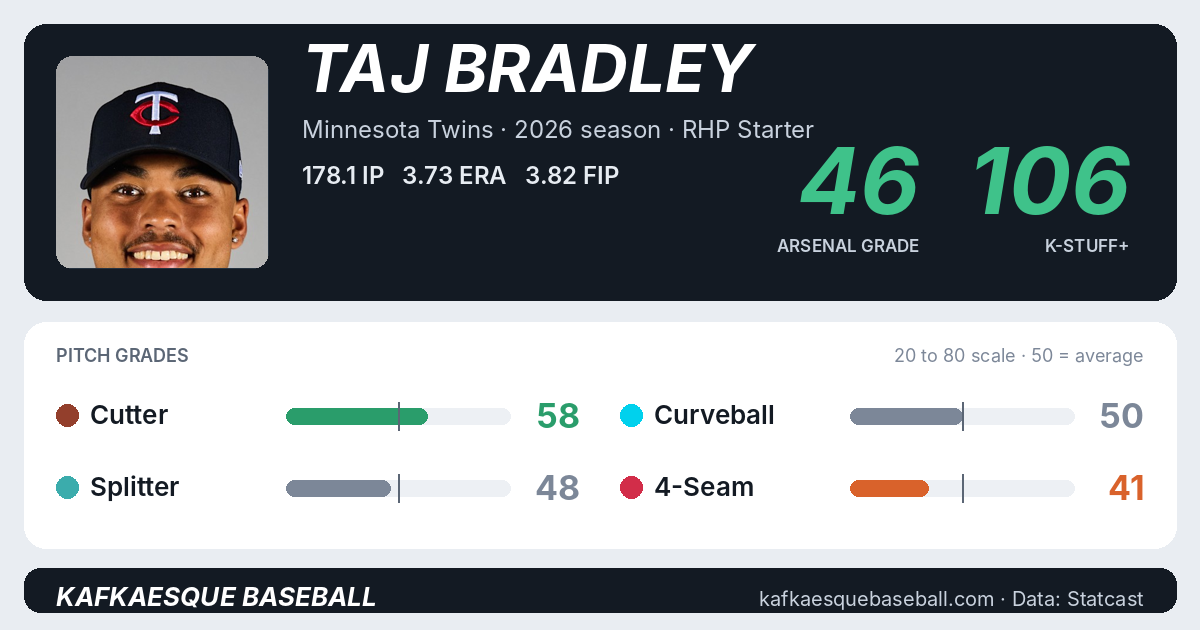 TAJ BRADLEY
Minnesota Twins · 2026 season · RHP Starter
178.1 IP 3.73 ERA 3.82 FIP
46 106
ARSENAL GRADE K-STUFF+
PITCH GRADES 20 to 80 scale · 50 = average
Cutter 58 Curveball 50
Splitter 48 4-Seam 41
KAFKAESQUE BASEBALL kafkaesquebaseball.com · Data: Statcast